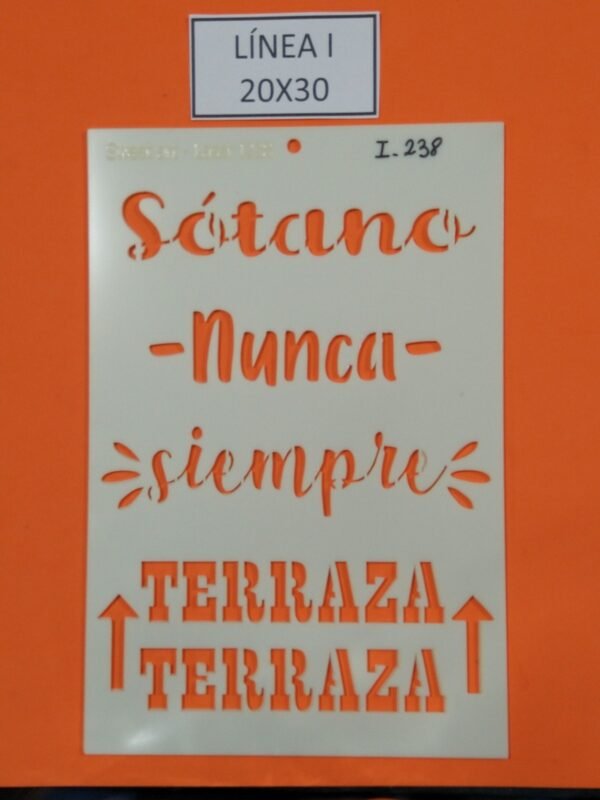 LÍNEA I
20X30
I-238
Sótano
-Nunca-
siempre
TERRAZA
TERRAZA